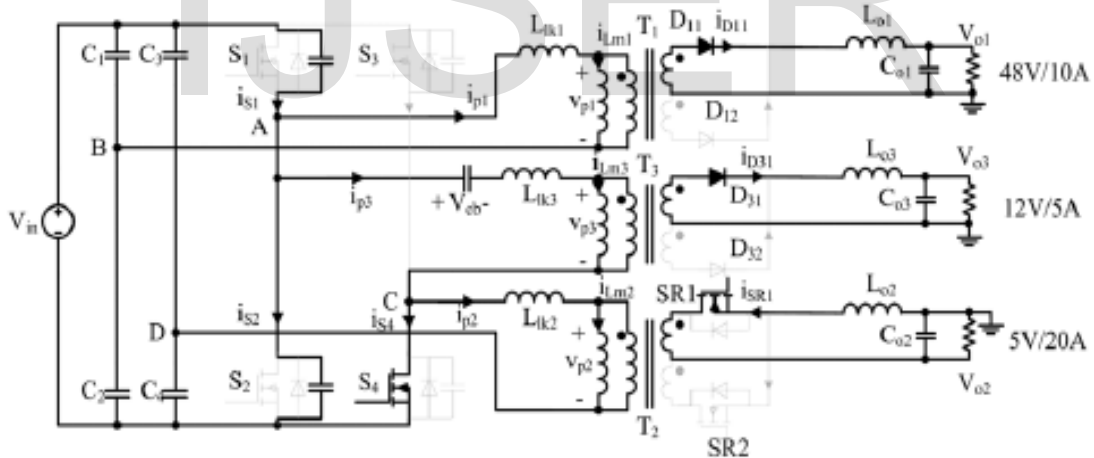 IJSER
C1
C3
S1
S3
Llk1
iLm1
T1
D11
iD11
Lo1
Vo1
Co1
48V/10A
iS1
A
ip1
+
vp1
-
D12
B
iLm3
T3
iD31
Lo3
Vo3
ip3
+ Vcb -
Llk3
+
vp3
-
D31
Co3
12V/5A
Vin
+
-
D32
iLm2
SR1
iSR1
Lo2
C
iS2
iS4
ip2
Llk2
D
+
vp2
-
Co2
5V/20A
C2
S2
S4
T2
Vo2
SR2